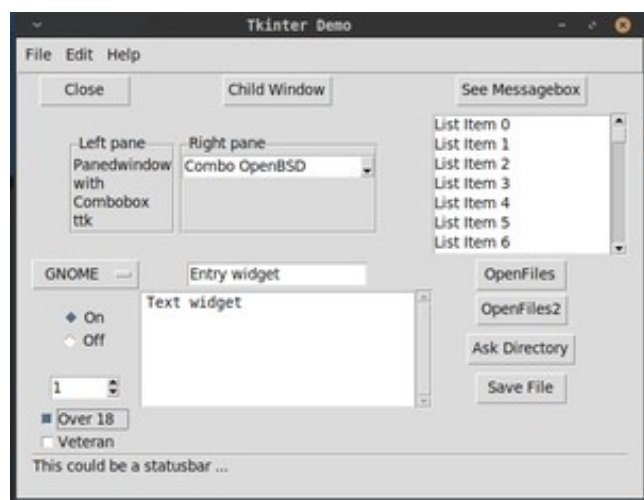 Tkinter Demo
File Edit Help
Close
Child Window
See Messagebox
Left pane
Panedwindow
with
Combobox
ttk
Right pane
Combo OpenBSD
List Item 0
List Item 1
List Item 2
List Item 3
List Item 4
List Item 5
List Item 6
GNOME
Entry widget
OpenFiles
On
Off
Text widget
OpenFiles2
Ask Directory
1
Save File
Over 18
Veteran
This could be a statusbar ...